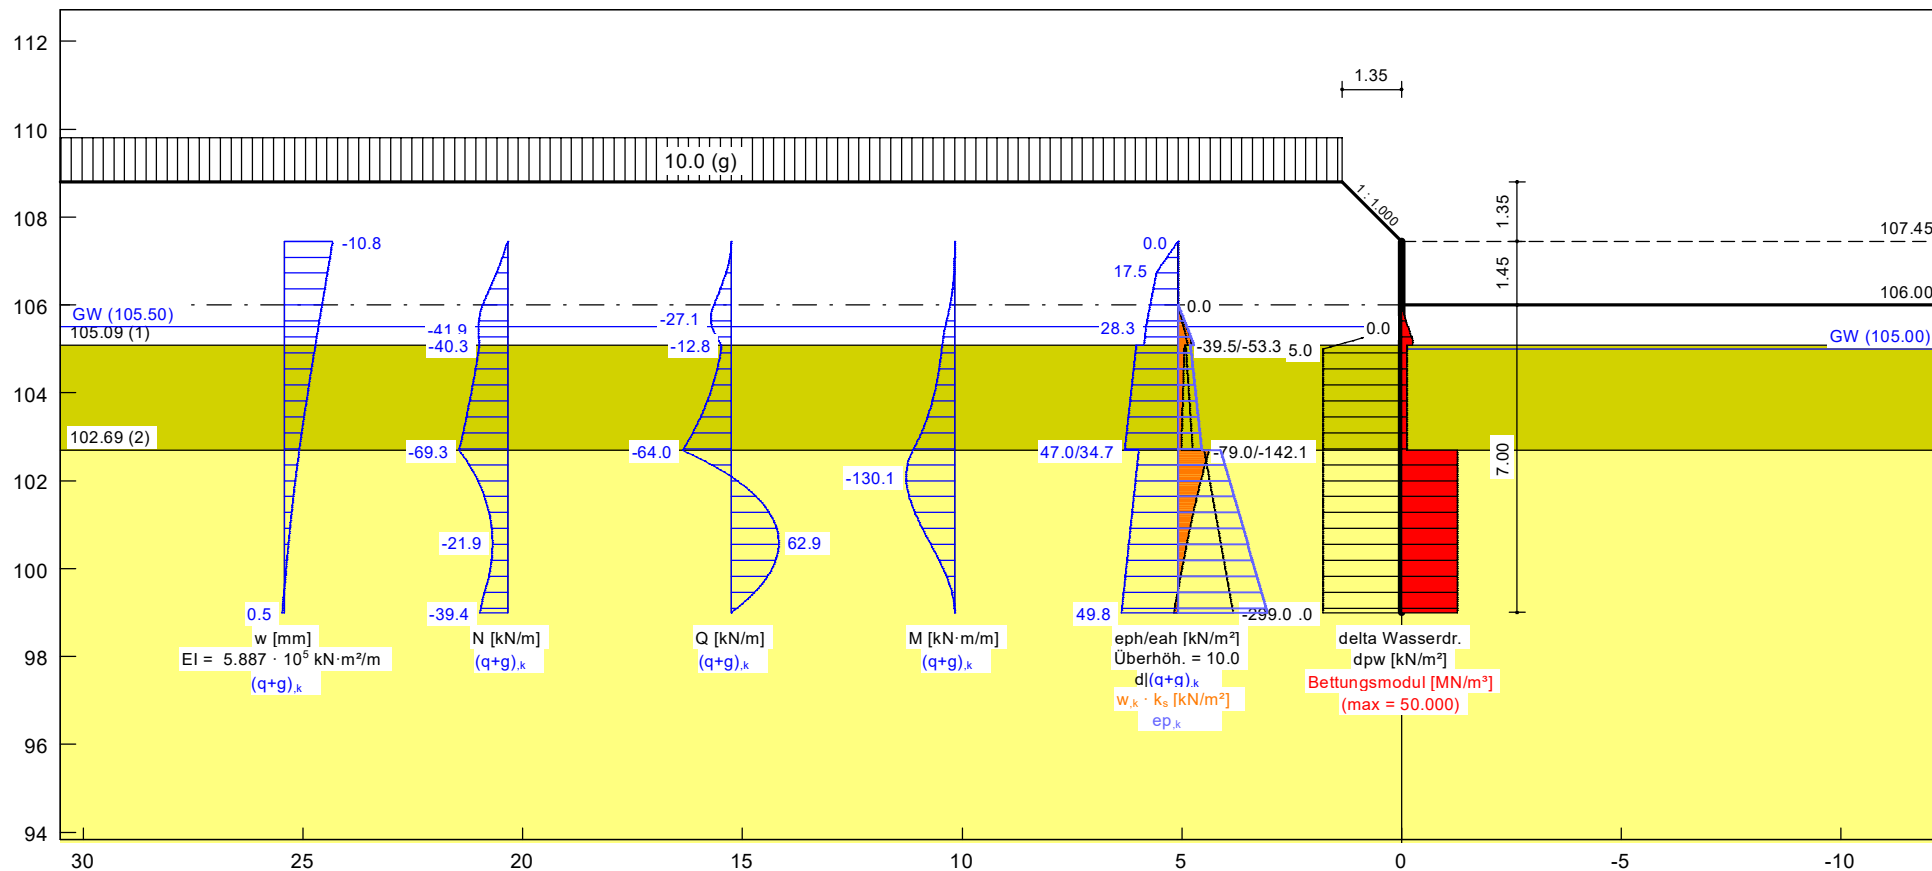 112
110
108
106
104
102
100
98
96
94
30
25
20
15
10
5
0
-5
-10
1.35
10.0 (g)
1 : 1.000
1.35
1.45
7.00
107.45
106.00
GW (105.00)
GW (105.50)
105.09 (1)
102.69 (2)
-10.8
0.5
w [mm]
EI = 5.887 · 10⁵ kN·m²/m
(q+g),k
-41.9
-40.3
-69.3
-21.9
-39.4
N [kN/m]
(q+g),k
-27.1
-12.8
-64.0
62.9
Q [kN/m]
(q+g),k
-130.1
M [kN·m/m]
(q+g),k
0.0
17.5
28.3
47.0/34.7
49.8
0.0
-39.5/-53.3
-79.0/-142.1
-299.0
eph/eah [kN/m²]
Überhöh. = 10.0
(q+g),k
w,k · ks [kN/m²]
ep,k
0.0
5.0
.0
delta Wasserdr.
dpw [kN/m²]
Bettungsmodul [MN/m³]
(max = 50.000)